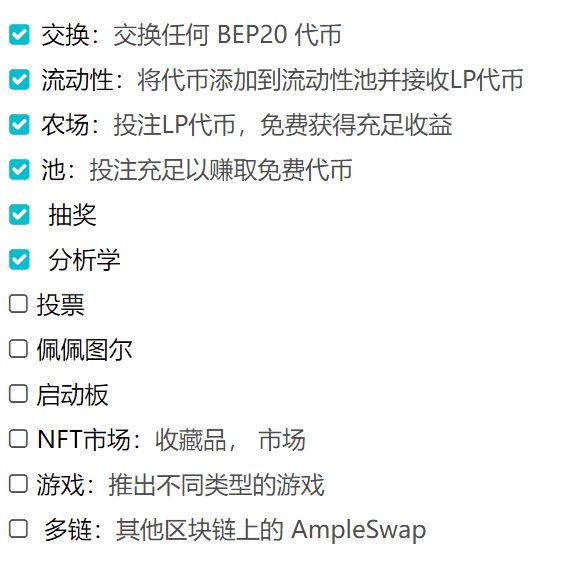 交换：交换任何 BEP20 代币
流动性：将代币添加到流动性池并接收LP代币
农场：投注LP代币，免费获得充足收益
池：投注充足以赚取免费代币
抽奖
分析学
投票
佩佩图尔
启动板
NFT市场：收藏品， 市场
游戏：推出不同类型的游戏
多链：其他区块链上的 AmpleSwap